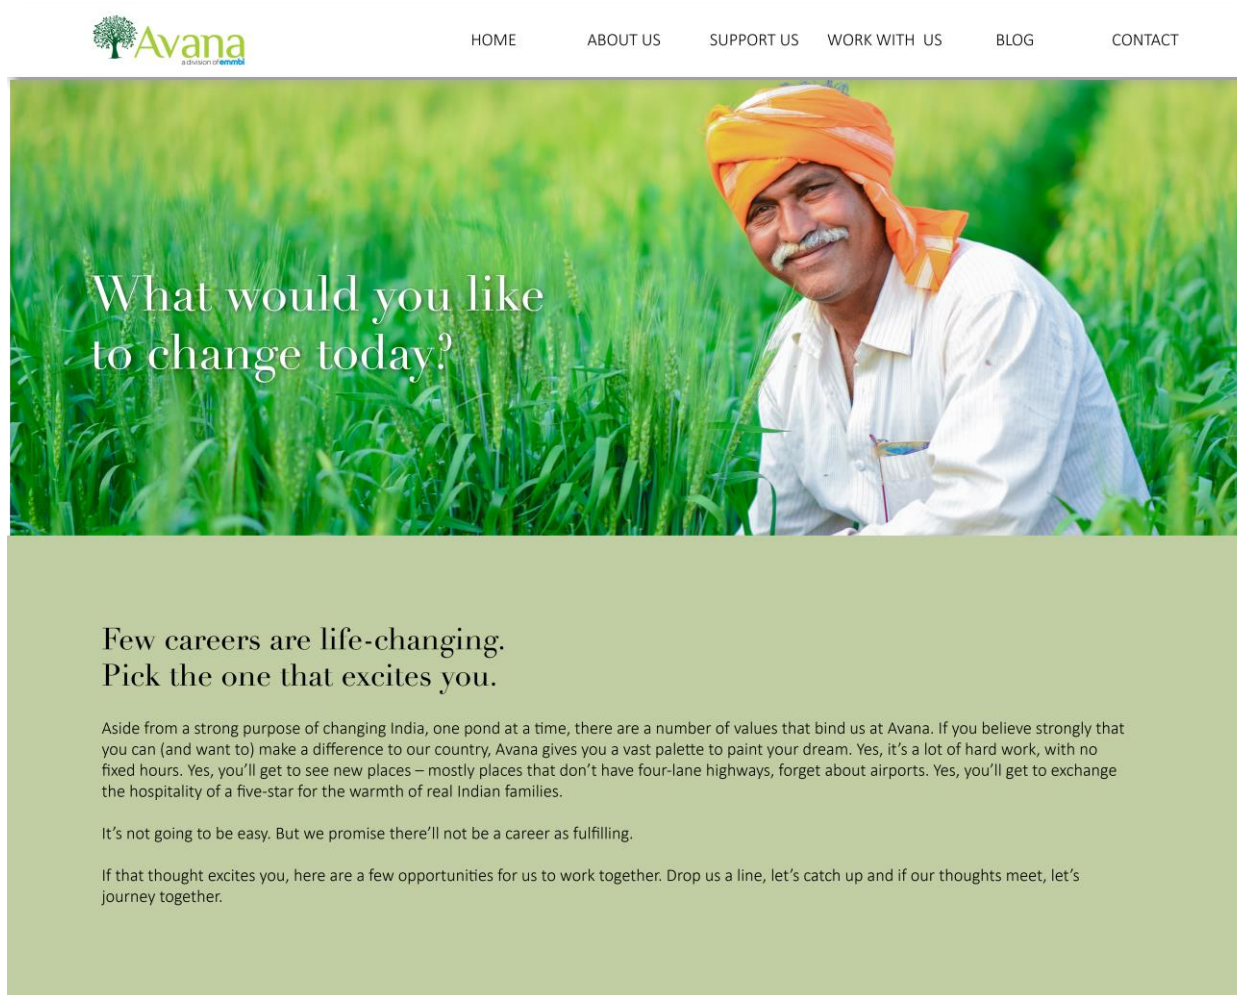 Avana
a division of emmbi
HOME ABOUT US SUPPORT US WORK WITH US BLOG CONTACT
What would you like
to change today?
Few careers are life-changing.
Pick the one that excites you.
Aside from a strong purpose of changing India, one pond at a time, there are a number of values that bind us at Avana. If you believe strongly that
you can (and want to) make a difference to our country, Avana gives you a vast palette to paint your dream. Yes, it’s a lot of hard work, with no
fixed hours. Yes, you’ll get to see new places – mostly places that don’t have four-lane highways, forget about airports. Yes, you’ll get to exchange
the hospitality of a five-star for the warmth of real Indian families.
It’s not going to be easy. But we promise there’ll not be a career as fulfilling.
If that thought excites you, here are a few opportunities for us to work together. Drop us a line, let’s catch up and if our thoughts meet, let’s
journey together.